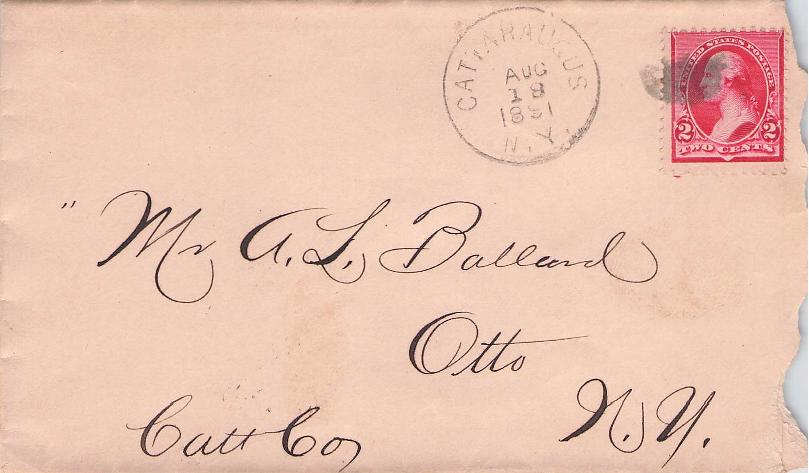 CATTARAUGUS
AUG
18
1891
N.Y.
UNITED STATES POSTAGE
2 2
TWO CENTS
" Mr A. L. Ballard
Otto
Catt Co N.Y.